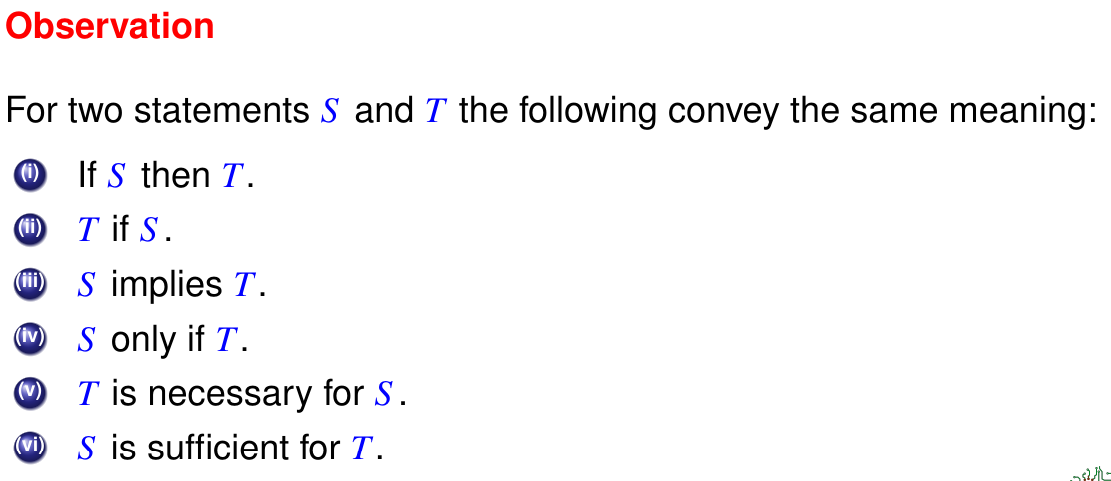 Observation
For two statements S and T the following convey the same meaning:
(i) If S then T.
(ii) T if S.
(iii) S implies T.
(iv) S only if T.
(v) T is necessary for S.
(vi) S is sufficient for T.